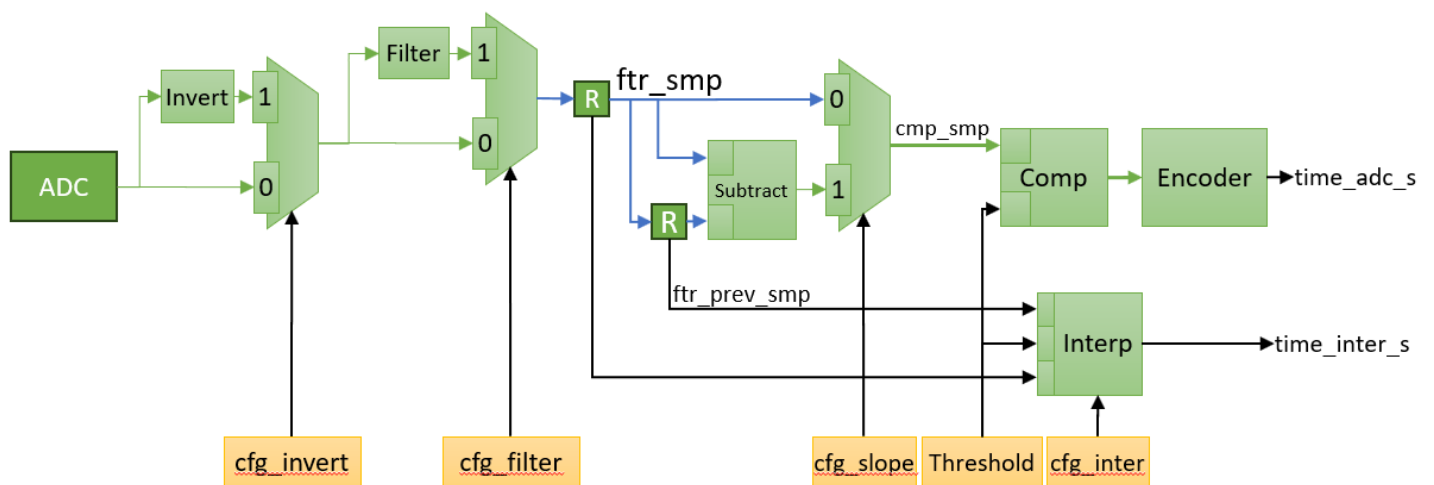 Filter
1
Invert
1
R
ftr_smp
0
0
cmp_smp
ADC
0
Subtract
1
Comp
Encoder
time_adc_s
R
ftr_prev_smp
Interp
time_inter_s
cfg_invert
cfg_filter
cfg_slope
Threshold
cfg_inter